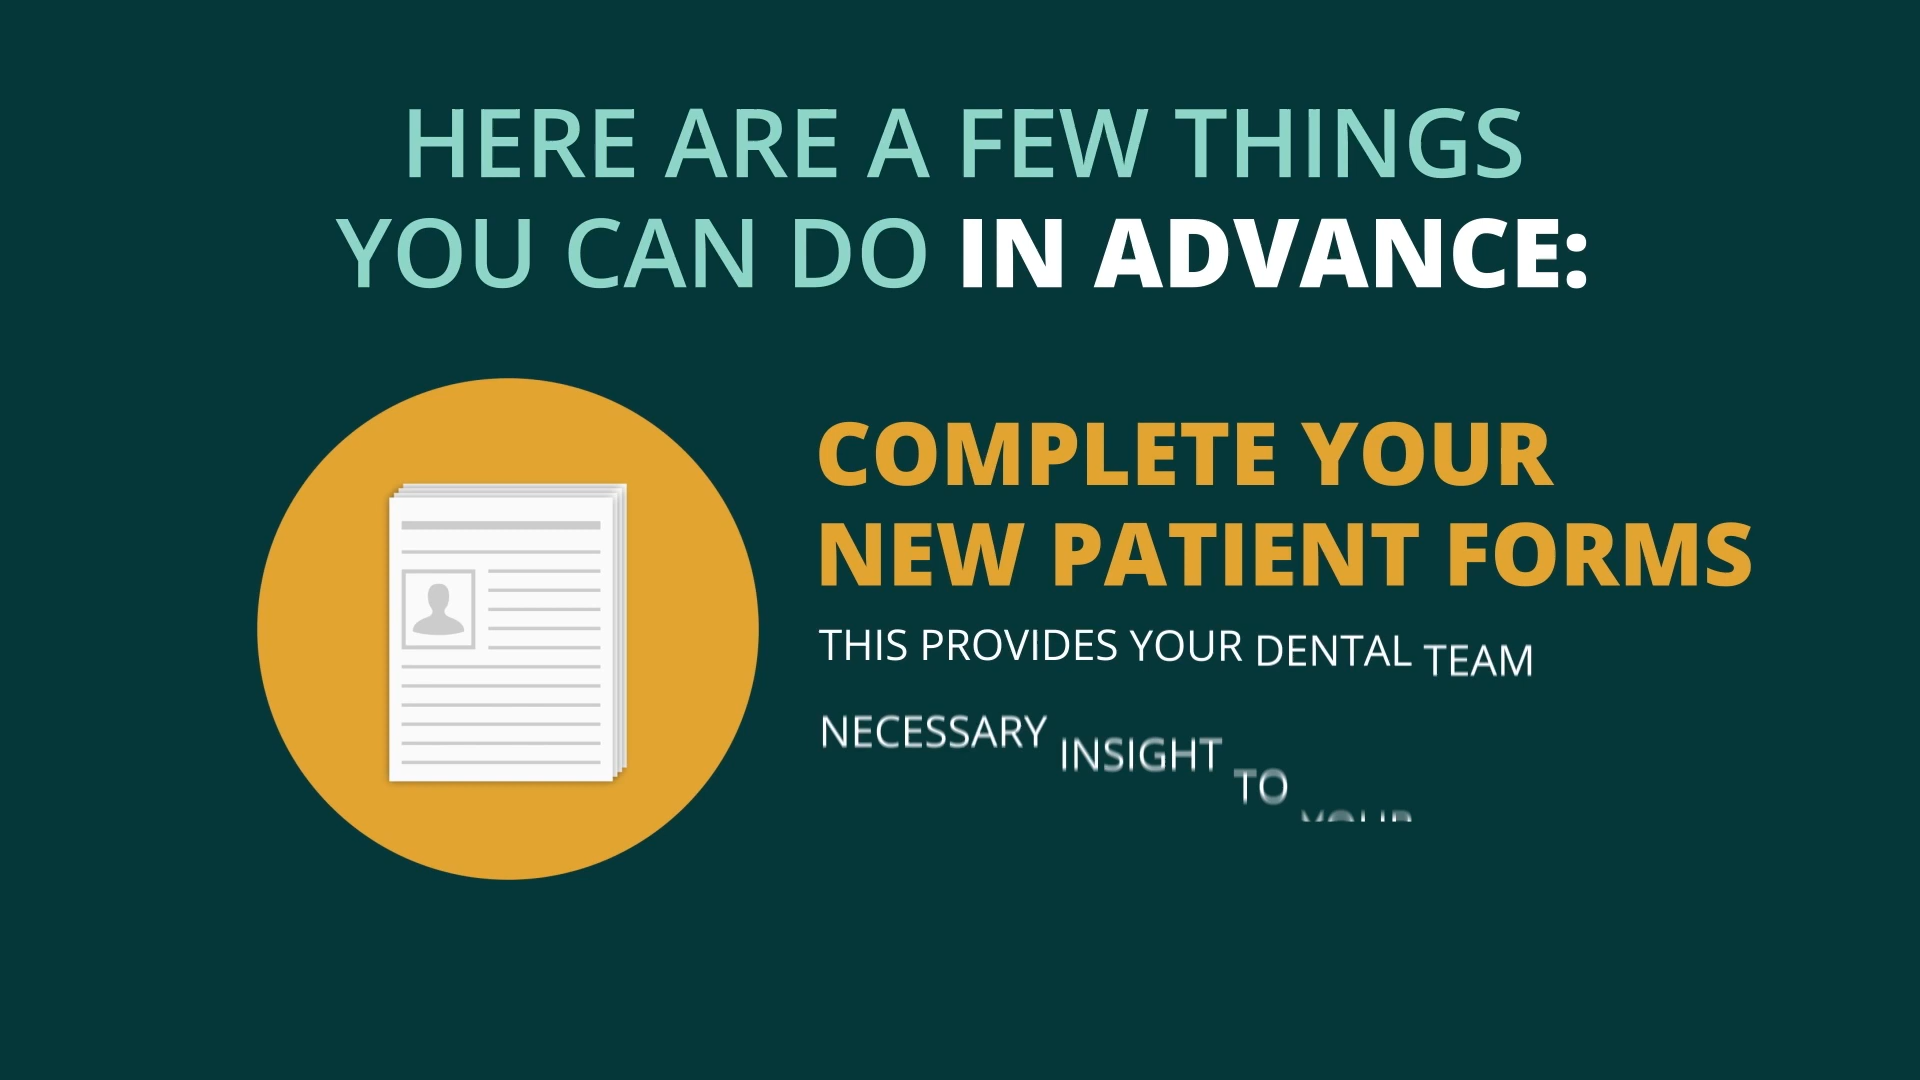 HERE ARE A FEW THINGS
YOU CAN DO IN ADVANCE:
COMPLETE YOUR
NEW PATIENT FORMS
THIS PROVIDES YOUR DENTAL TEAM
NECESSARY INSIGHT TO YOUR